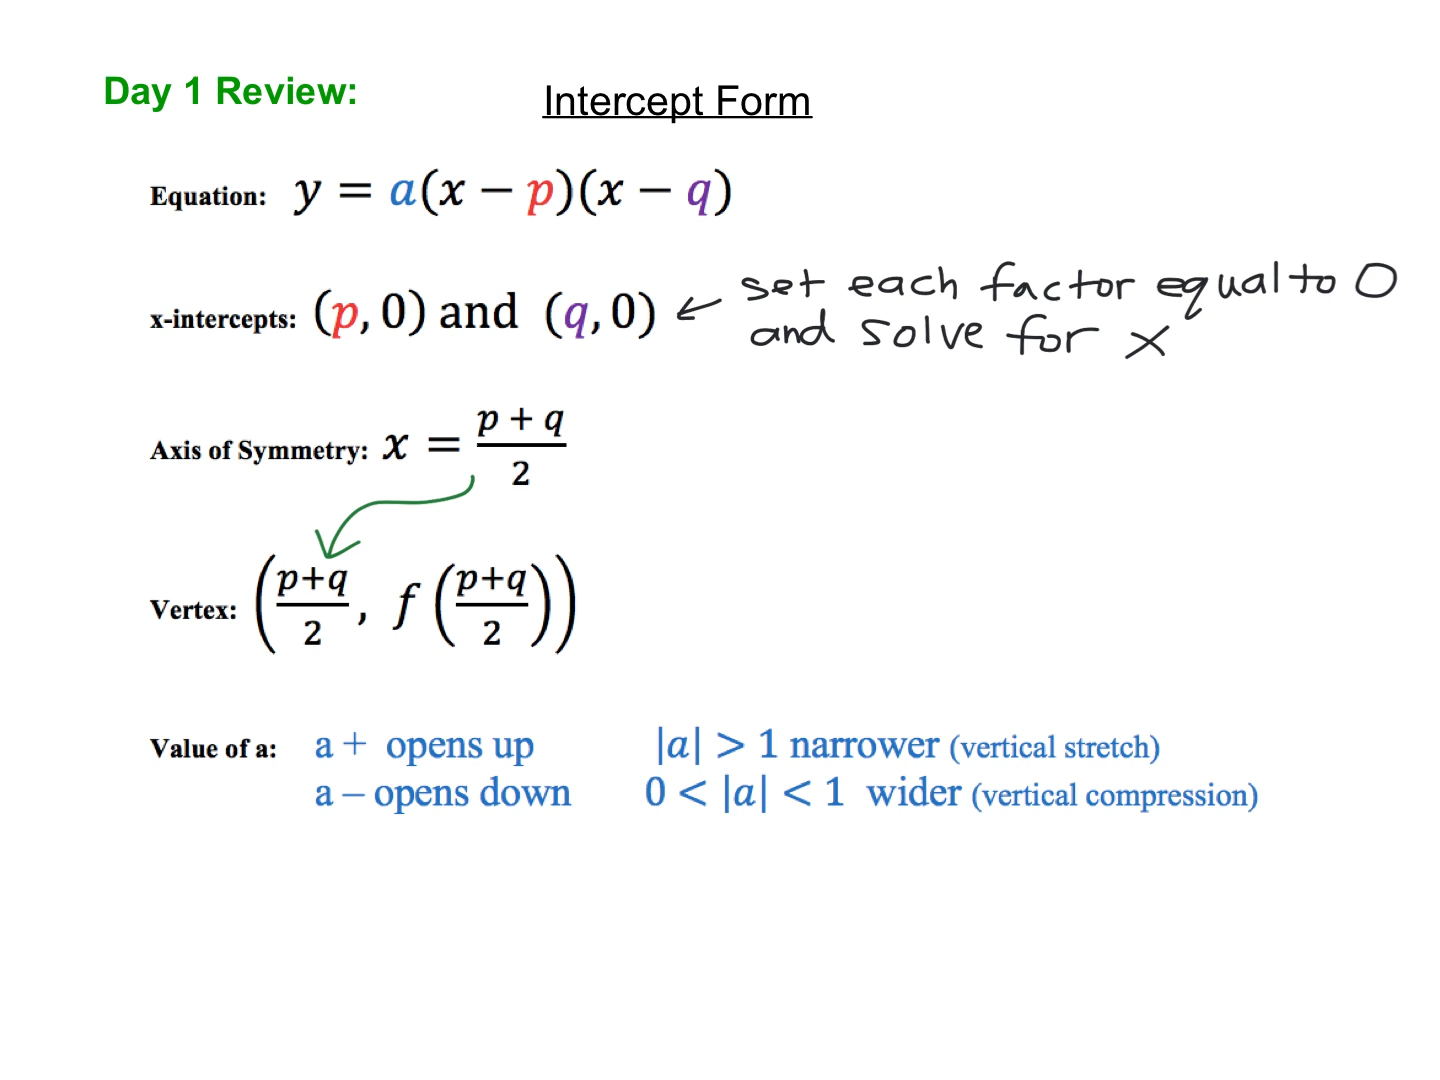 Day 1 Review:
Intercept Form
Equation: y = a(x − p)(x − q)
x-intercepts: (p, 0) and (q, 0) ← set each factor equal to 0
and solve for x
Axis of Symmetry: x = (p + q)/2
Vertex: ((p+q)/2, f((p+q)/2))
Value of a: a + opens up |a| > 1 narrower (vertical stretch)
a − opens down 0 < |a| < 1 wider (vertical compression)